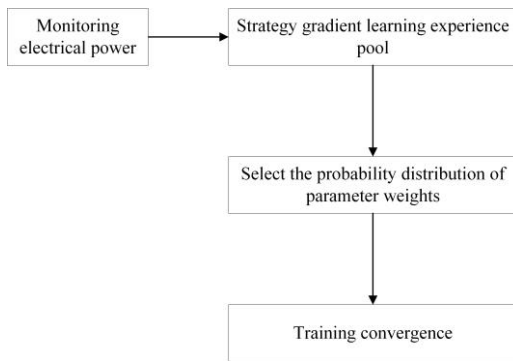 Monitoring
electrical power
Strategy gradient learning experience
pool
Select the probability distribution of
parameter weights
Training convergence